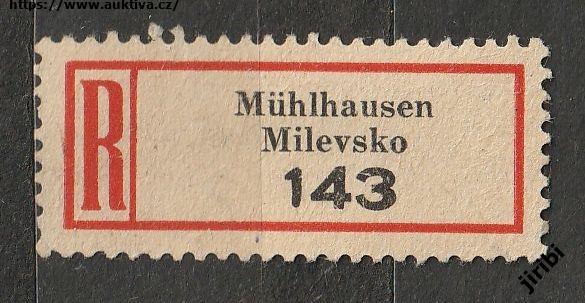 https://www.auktiva.cz/
R
Mühlhausen
Milevsko
143
jiribi